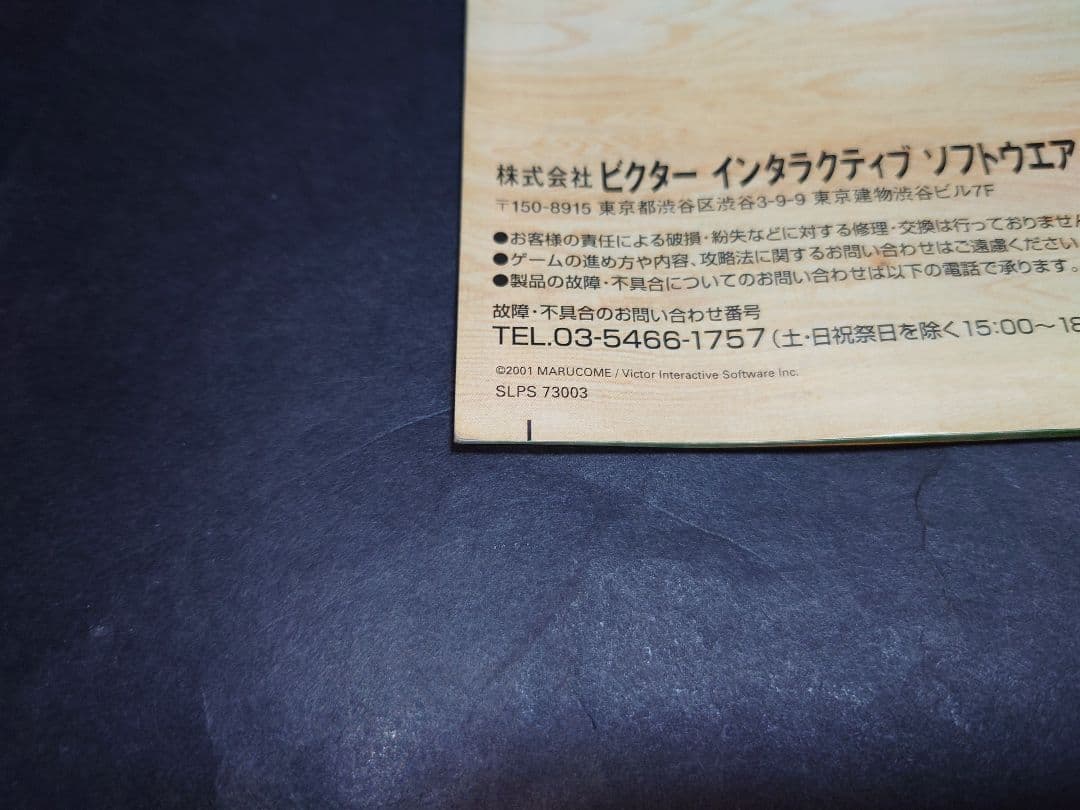 株式会社 ビクター インタラクティブ ソフトウエア
〒150-8915 東京都渋谷区渋谷3-9-9 東京建物渋谷ビル7F
●お客様の責任による破損・紛失などに対する修理・交換は行っておりません
●ゲームの進め方や内容、攻略法に関するお問い合わせはご遠慮ください
●製品の故障・不具合についてのお問い合わせは以下の電話で承ります。
故障・不具合のお問い合わせ番号
TEL.03-5466-1757（土・日祝祭日を除く15:00～18
©2001 MARUCOME / Victor Interactive Software Inc.
SLPS 73003